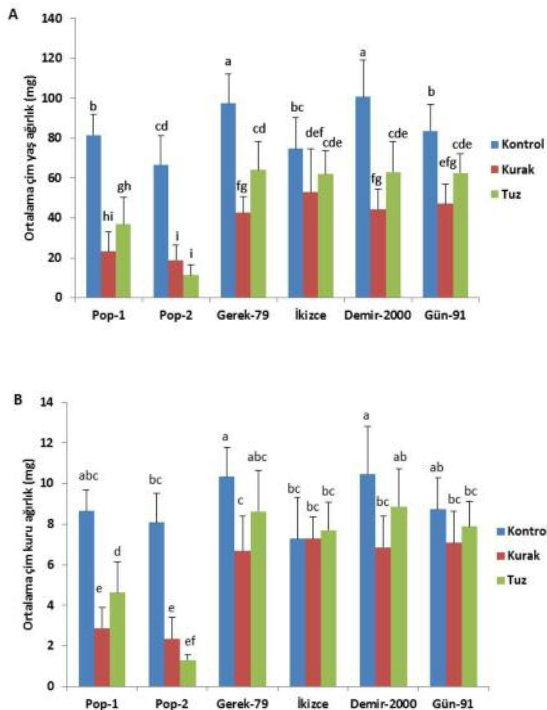 A
Ortalama çim yaş ağırlık (mg)
140
120
100
80
60
40
20
0
b
hi
gh
cd
i
i
a
fg
cd
bc
def
cde
a
fg
cde
b
efg
cde
Kontrol
Kurak
Tuz
Pop-1 Pop-2 Gerek-79 İkizce Demir-2000 Gün-91
B
Ortalama çim kuru ağırlık (mg)
14
12
10
8
6
4
2
0
abc
e
d
bc
e
ef
a
c
abc
bc
bc
bc
a
bc
ab
ab
bc
bc
Kontrol
Kurak
Tuz
Pop-1 Pop-2 Gerek-79 İkizce Demir-2000 Gün-91